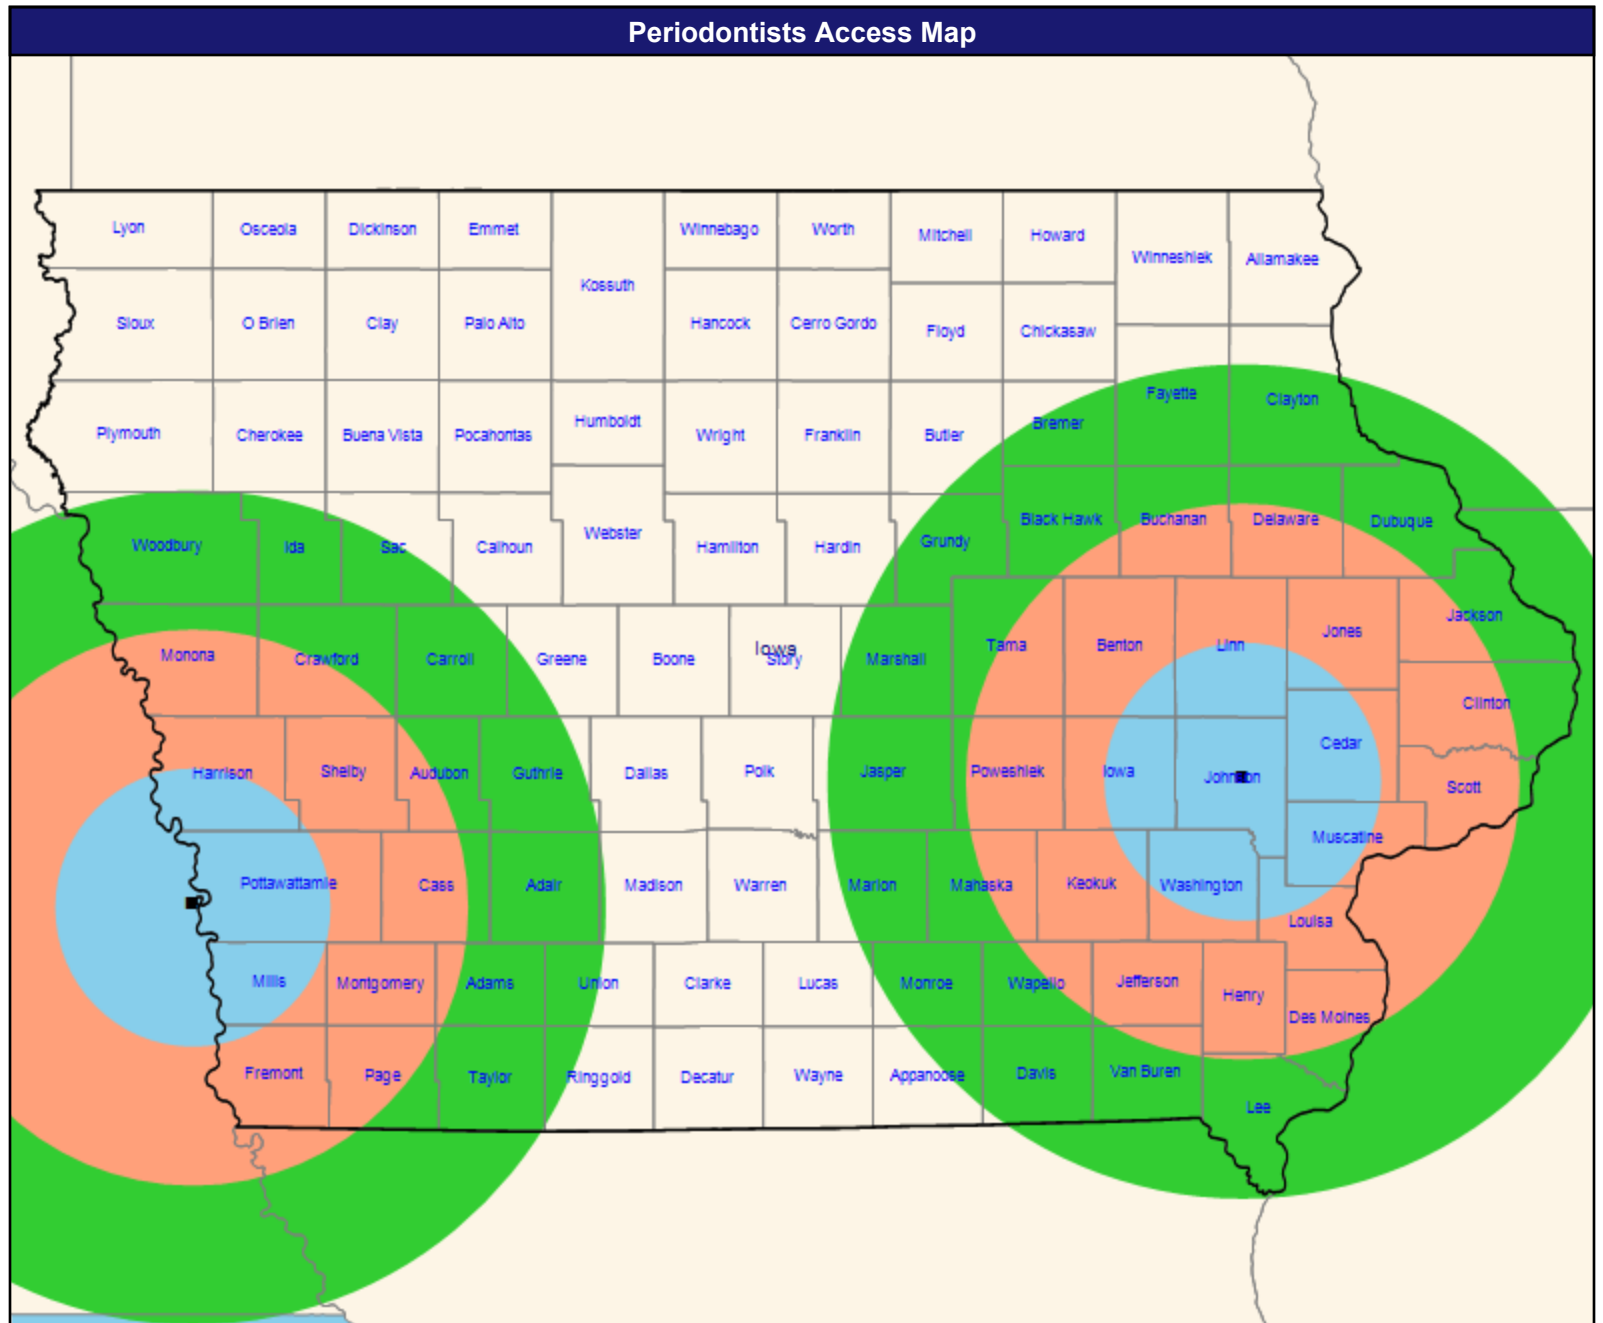 Periodontists Access Map
Lyon Osceola Dickinson Emmet Winnebago Worth Mitchell Howard
Winneshiek Allamakee
Kossuth
Sioux O Brien Clay Palo Alto Hancock Cerro Gordo Floyd Chickasaw
Fayette Clayton
Plymouth Cherokee Buena Vista Pocahontas Humboldt Wright Franklin Butler Bremer
Woodbury Ida Sac Calhoun Webster Hamilton Hardin Grundy Black Hawk Buchanan Delaware Dubuque
Jackson
Monona Crawford Carroll Greene Boone Iowa Story Marshall Tama Benton Linn Jones
Clinton
Harrison Shelby Audubon Guthrie Dallas Polk Jasper Poweshiek Iowa Johnson Cedar Scott
Muscatine
Pottawattamie Cass Adair Madison Warren Marion Mahaska Keokuk Washington
Louisa
Mills Montgomery Adams Union Clarke Lucas Monroe Wapello Jefferson Henry
Des Moines
Fremont Page Taylor Ringgold Decatur Wayne Appanoose Davis Van Buren
Lee